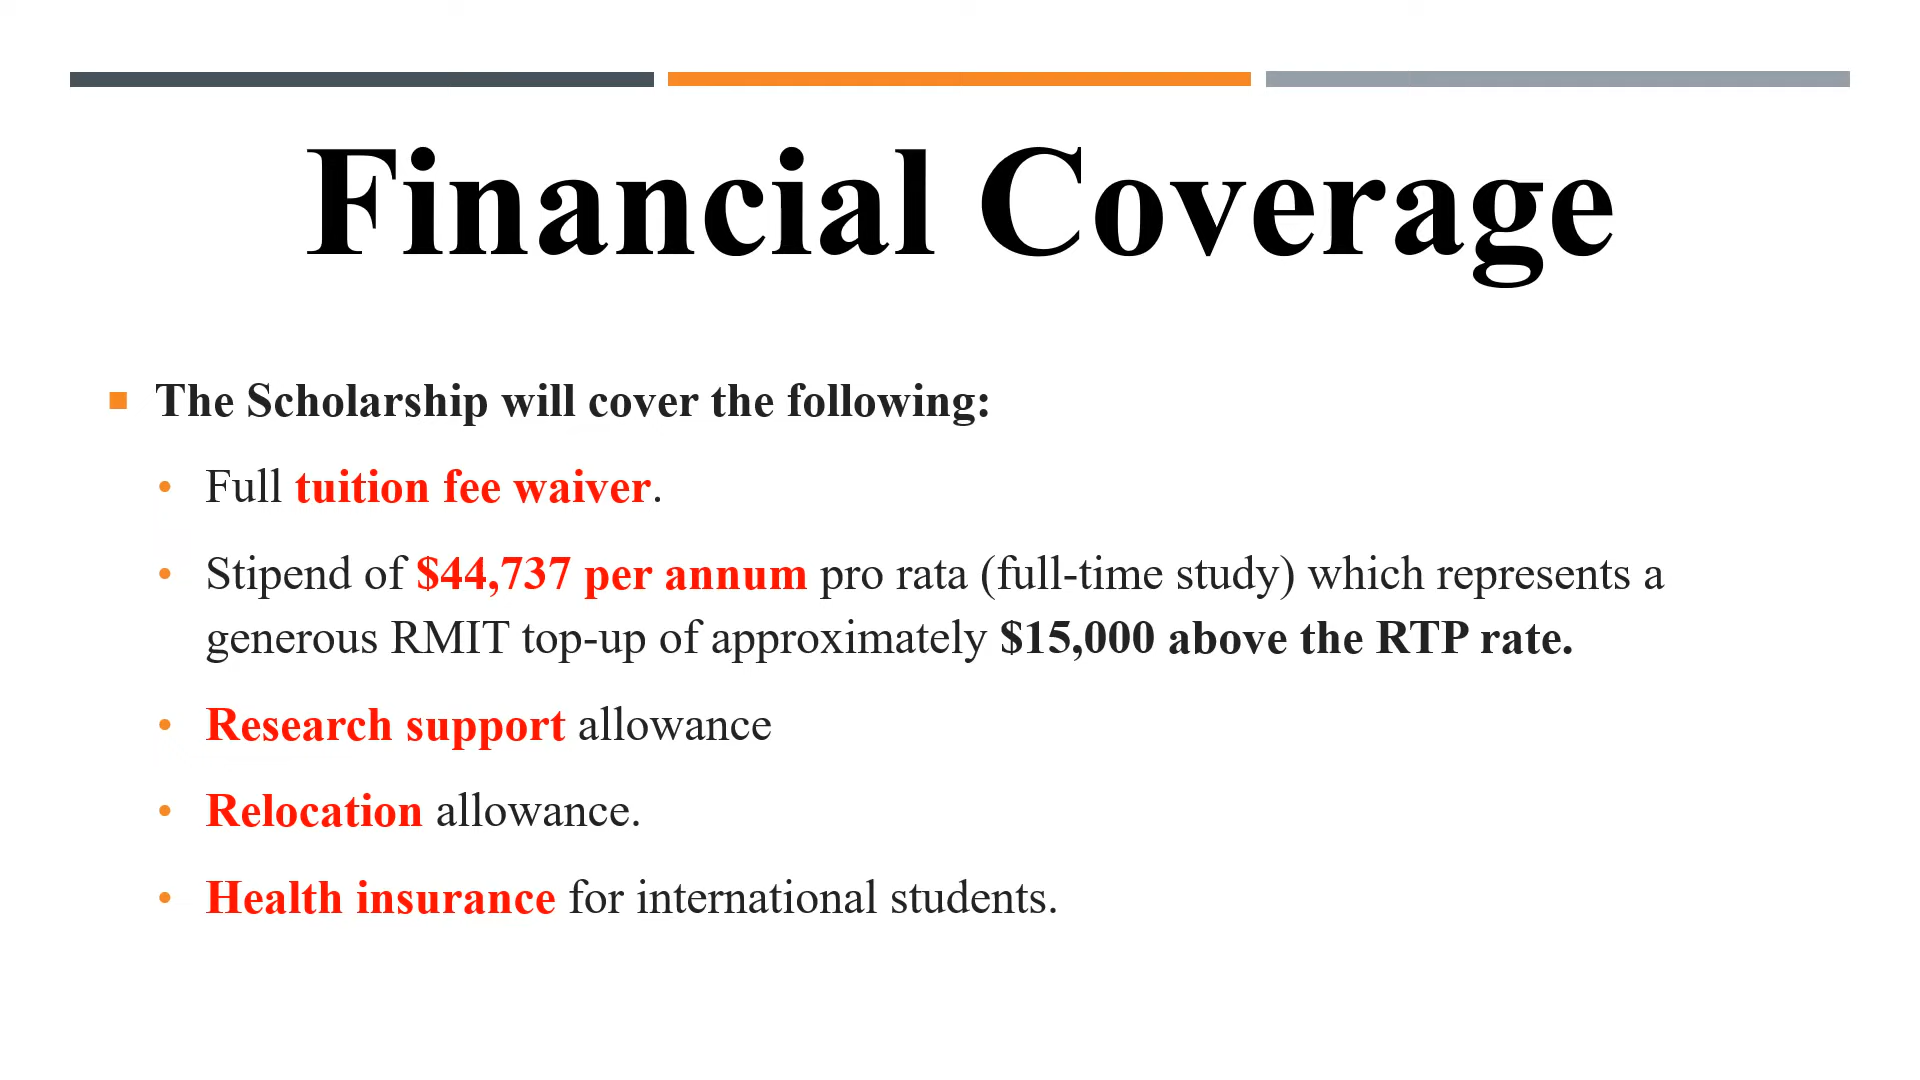 Financial Coverage
The Scholarship will cover the following:
• Full tuition fee waiver.
• Stipend of $44,737 per annum pro rata (full-time study) which represents a
generous RMIT top-up of approximately $15,000 above the RTP rate.
• Research support allowance
• Relocation allowance.
• Health insurance for international students.